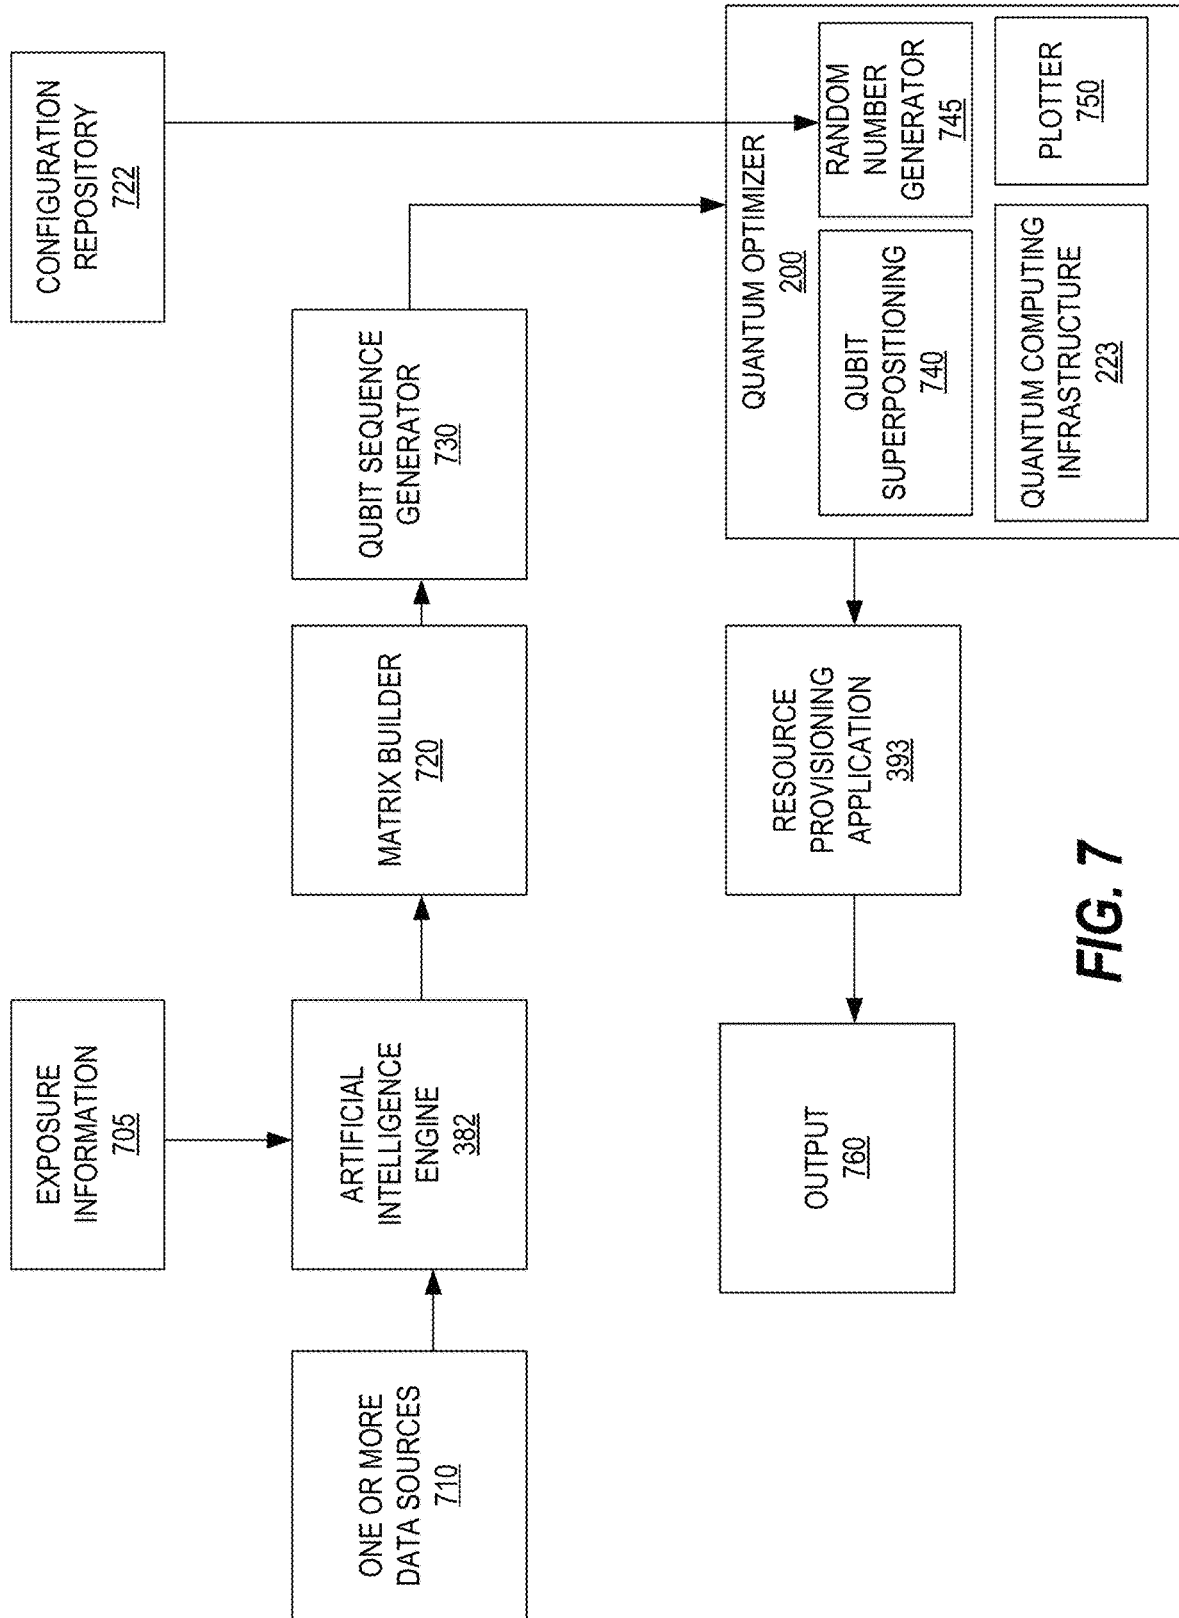 EXPOSURE
INFORMATION
705
CONFIGURATION
REPOSITORY
722
ONE OR MORE
DATA SOURCES
710
ARTIFICIAL
INTELLIGENCE
ENGINE
382
MATRIX BUILDER
720
QUBIT SEQUENCE
GENERATOR
730
OUTPUT
760
RESOURCE
PROVISIONING
APPLICATION
393
QUANTUM OPTIMIZER
200
QUBIT
SUPERPOSITIONING
740
RANDOM
NUMBER
GENERATOR
745
QUANTUM COMPUTING
INFRASTRUCTURE
223
PLOTTER
750
FIG. 7